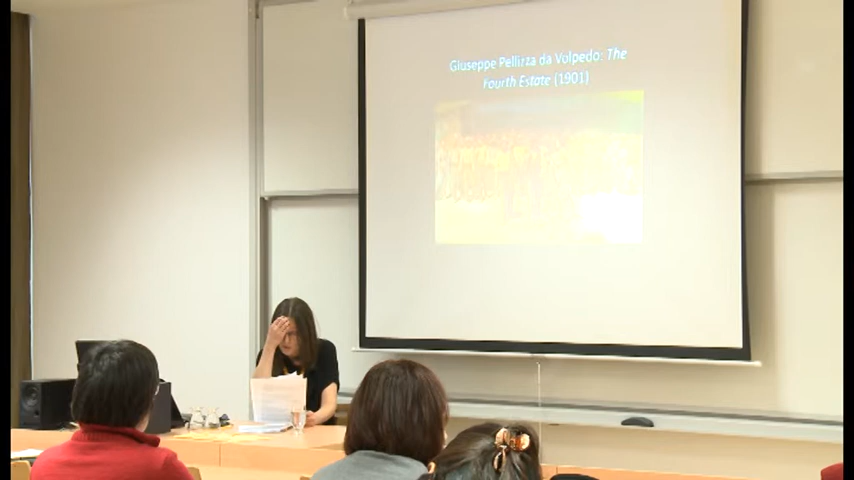 Giuseppe Pellizza da Volpedo: The
Fourth Estate (1901)